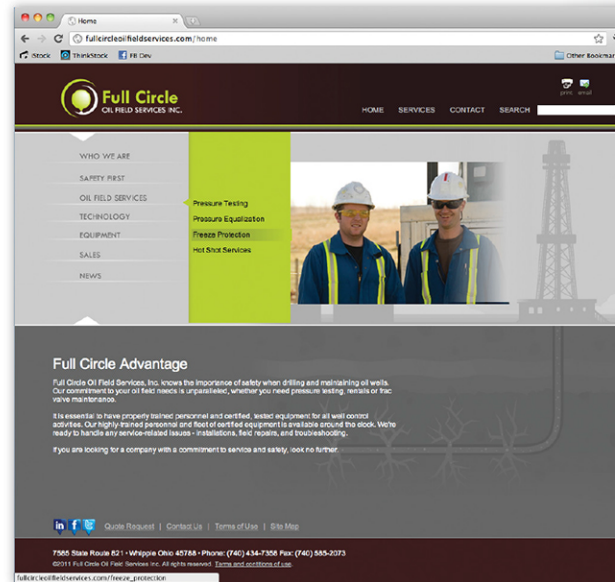 Home
fullcircleoilfieldservices.com/home
iStock ThinkStock FB Dev
Other Bookmar
Full Circle
OIL FIELD SERVICES INC.
print email
HOME SERVICES CONTACT SEARCH
WHO WE ARE
SAFETY FIRST
OIL FIELD SERVICES
TECHNOLOGY
EQUIPMENT
SALES
NEWS
Pressure Testing
Pressure Equalization
Freeze Protection
Hot Shot Services
Full Circle Advantage
Full Circle Oil Field Services, Inc. knows the importance of safety when drilling and maintaining oil wells.
Our commitment to your oil field needs is unparalleled, whether you need pressure testing, rentals or frac
valve maintenance.
It is essential to have properly trained personnel and certified, tested equipment for all well control
activities. Our highly-trained personnel and fleet of certified equipment is available around the clock. We're
ready to handle any service-related issues - installations, field repairs, and troubleshooting.
If you are looking for a company with a commitment to service and safety, look no further.
in f
Quote Request | Contact Us | Terms of Use | Site Map
7585 State Route 821 • Whipple Ohio 45788 • Phone: (740) 434-7358 Fax: (740) 585-2073
©2011 Full Circle Oil Field Services Inc. All rights reserved. Terms and conditions of use.
fullcircleoilfieldservices.com/freeze_protection